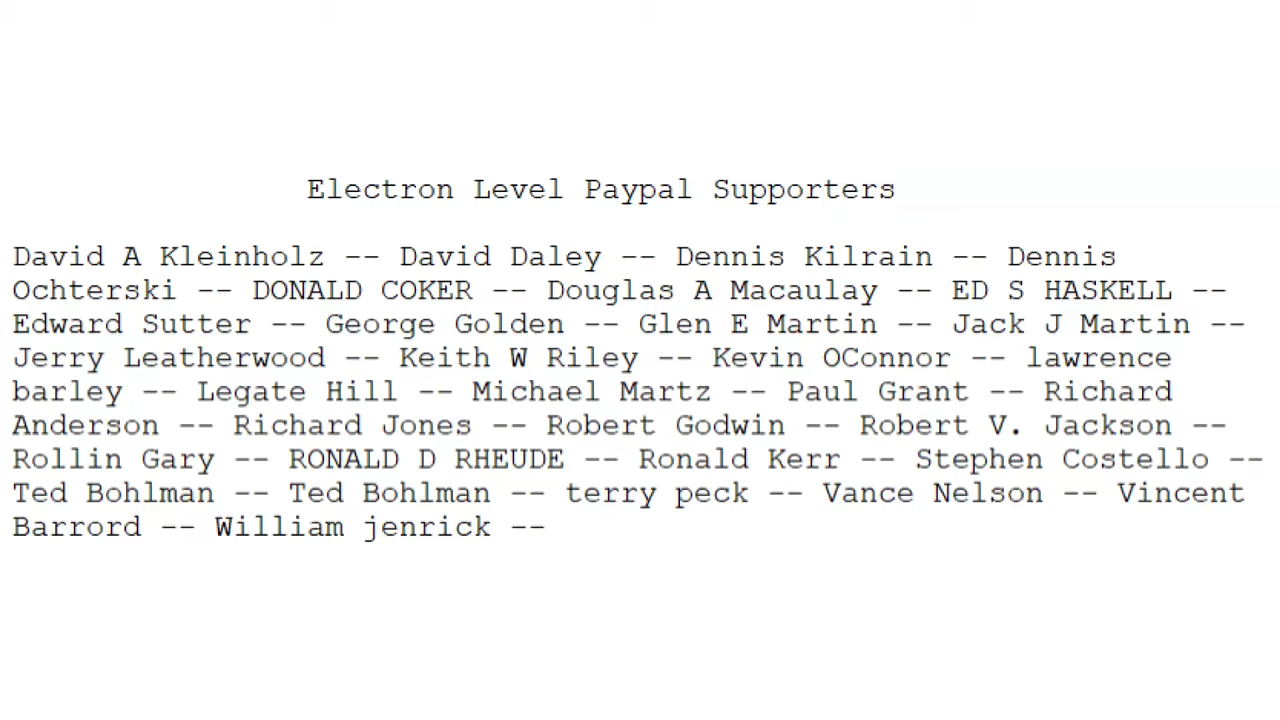 Electron Level Paypal Supporters
David A Kleinholz -- David Daley -- Dennis Kilrain -- Dennis
Ochterski -- DONALD COKER -- Douglas A Macaulay -- ED S HASKELL --
Edward Sutter -- George Golden -- Glen E Martin -- Jack J Martin --
Jerry Leatherwood -- Keith W Riley -- Kevin OConnor -- lawrence
barley -- Legate Hill -- Michael Martz -- Paul Grant -- Richard
Anderson -- Richard Jones -- Robert Godwin -- Robert V. Jackson --
Rollin Gary -- RONALD D RHEUDE -- Ronald Kerr -- Stephen Costello --
Ted Bohlman -- Ted Bohlman -- terry peck -- Vance Nelson -- Vincent
Barrord -- William jenrick --